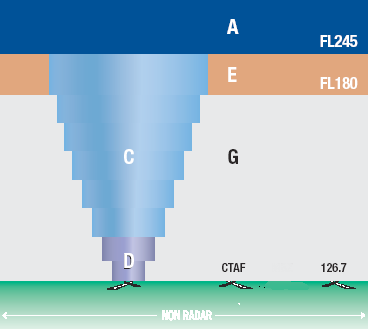 A
FL245
E
FL180
C
G
D
CTAF
126.7
NON RADAR